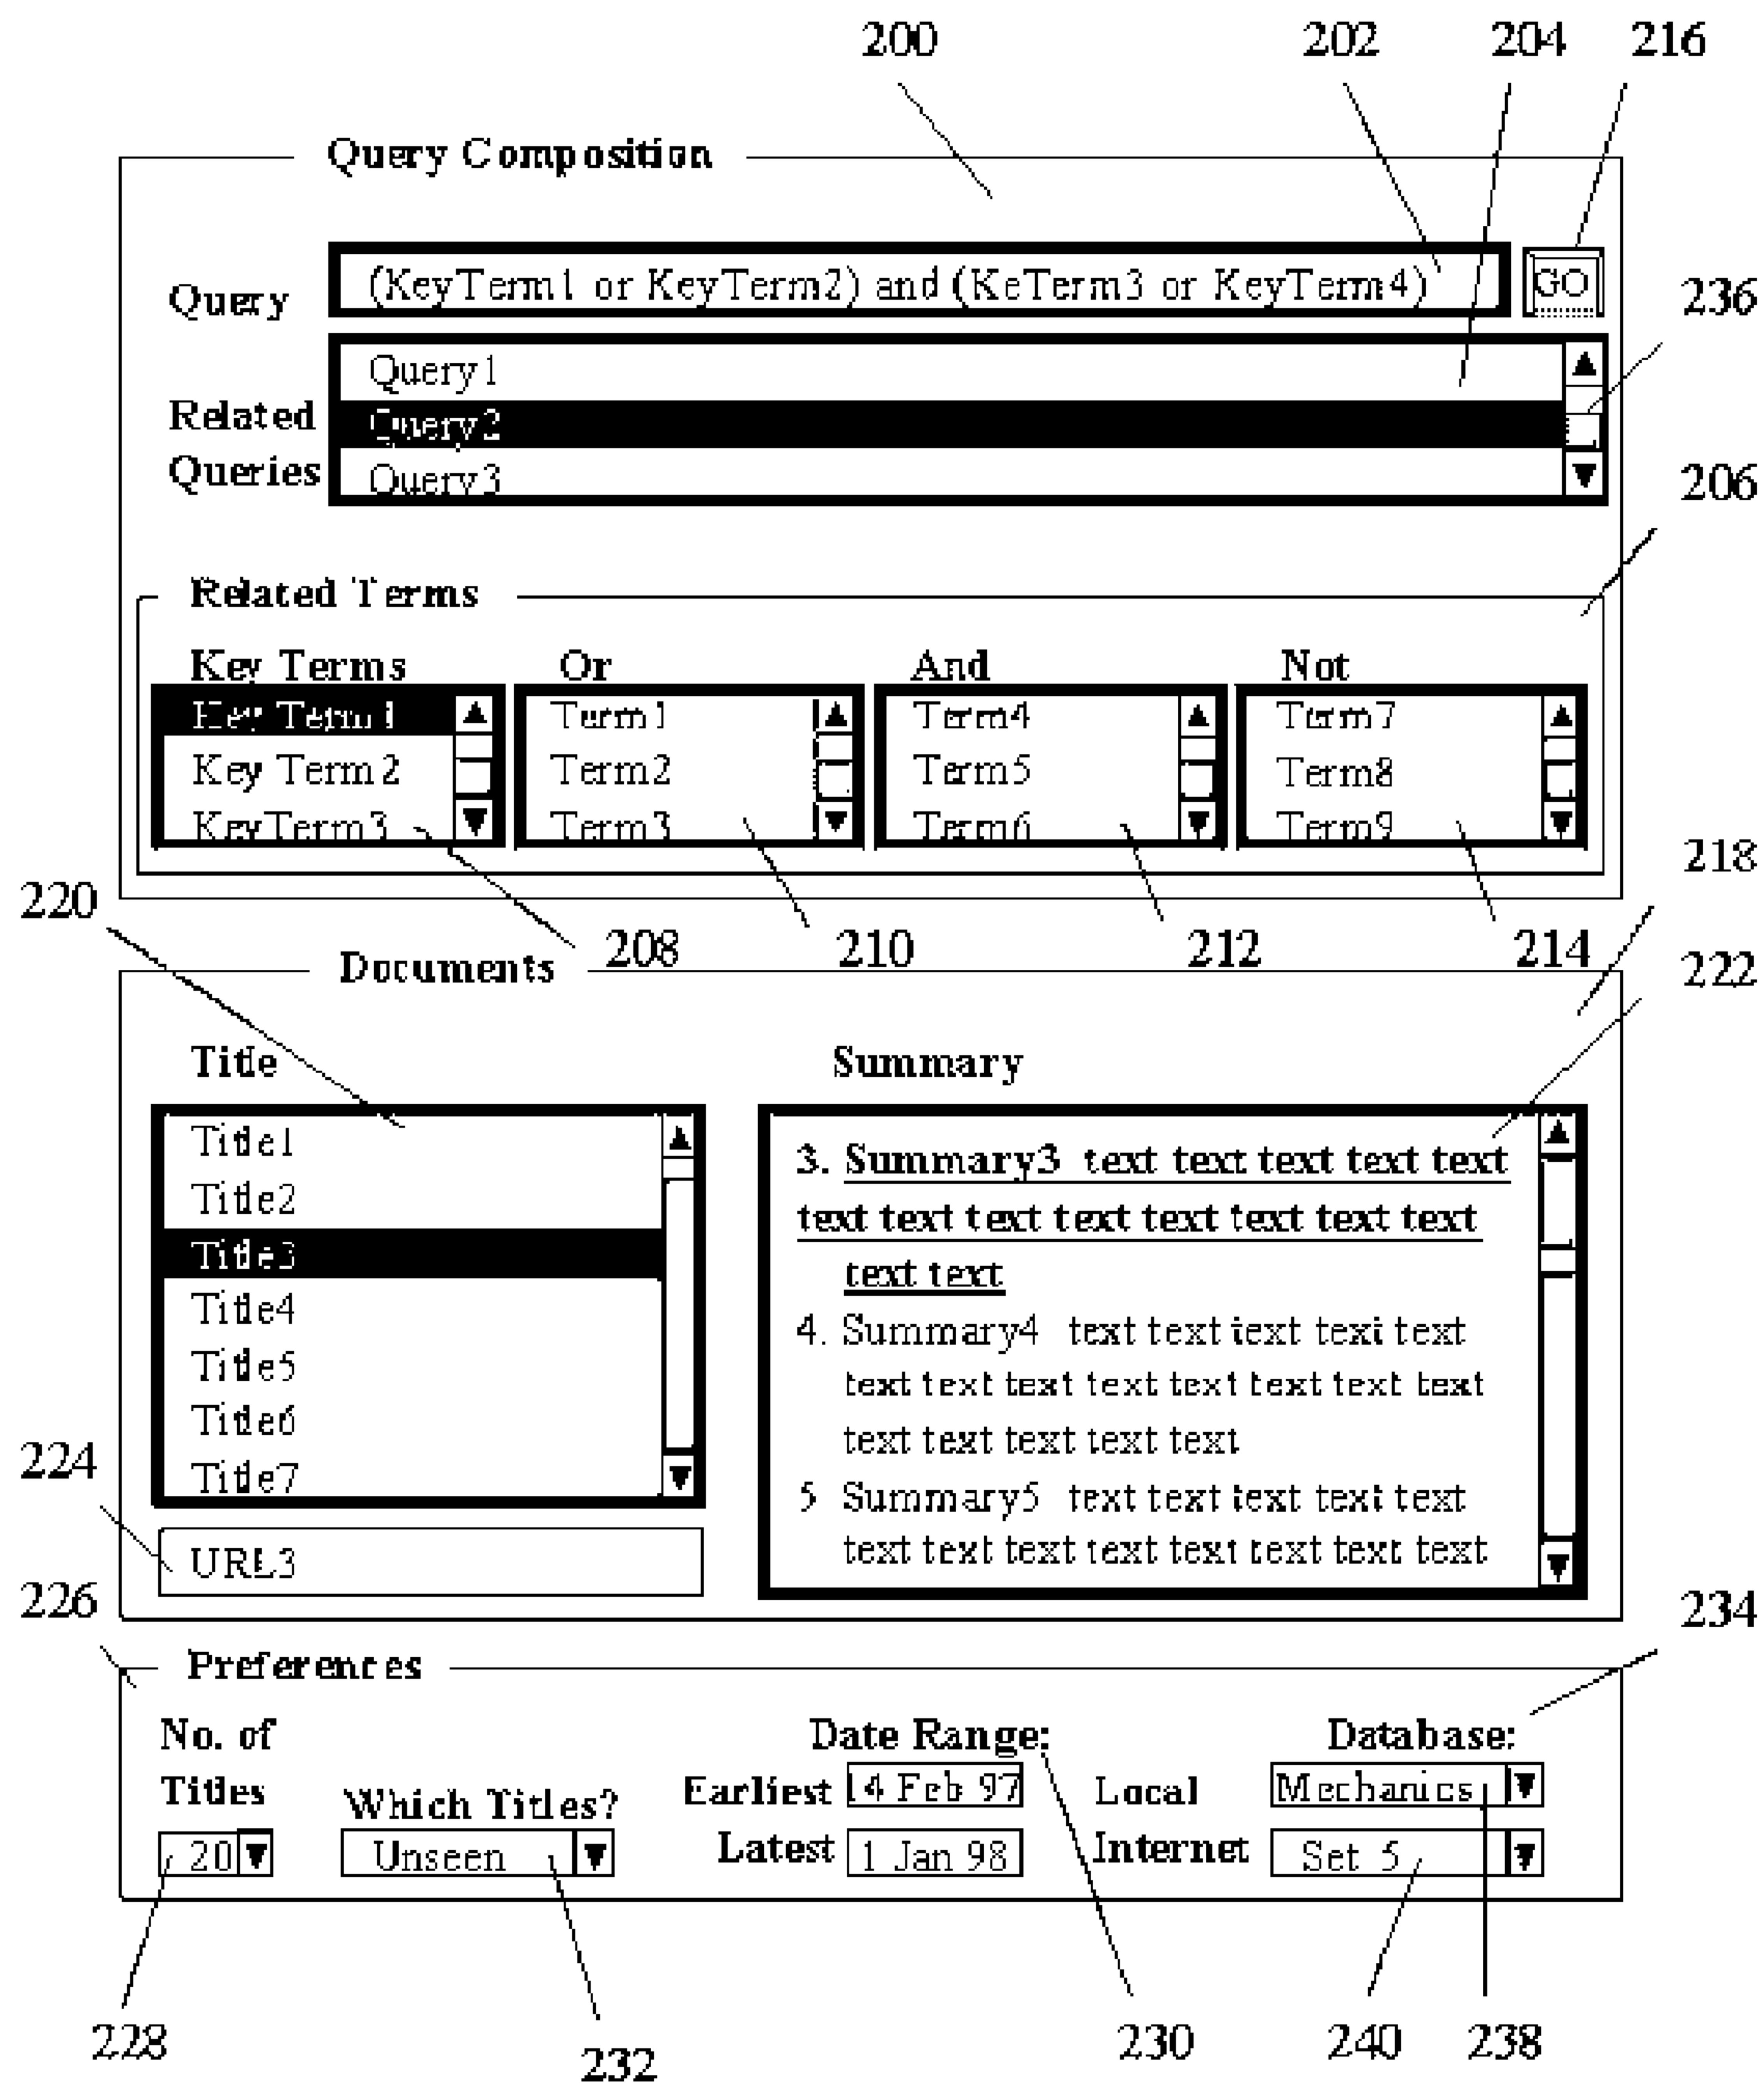 200 202 204 216
Query Composition
Query (KeyTerm1 or KeyTerm2) and (KeTerm3 or KeyTerm4) GO
236
Query1
Related Query2
Queries Query3
206
Related Terms
Key Terms Or And Not
Key Term1 Term1 Term4 Term7
Key Term2 Term2 Term5 Term8
KeyTerm3 Term3 Term6 Term9
218
220
208 210 212 214
Documents
222
Title Summary
Title1
Title2
Title3
Title4
Title5
Title6
Title7
3. Summary3 text text text text text
text text text text text text text text
text text
4. Summary4 text text text text text
text text text text text text text text
text text text text text
5 Summary5 text text text text text
text text text text text text text text
224
URL3
226
234
Preferences
No. of
Titles
20
Which Titles?
Unseen
Date Range:
Earliest 14 Feb 97
Latest 1 Jan 98
Database:
Local Mechanics
Internet Set 5
228 232 230 240 238